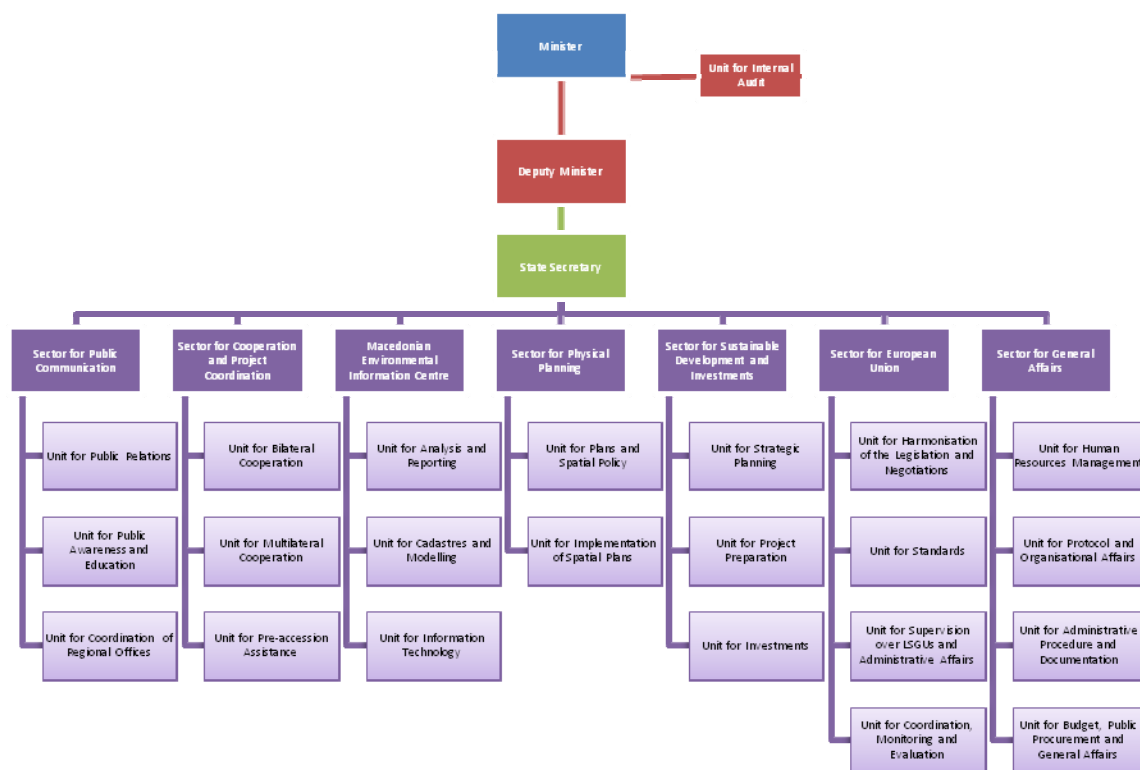 Minister
Unit for Internal
Audit
Deputy Minister
State Secretary
Sector for Public
Communication
Sector for Cooperation
and Project
Coordination
Macedonian
Environmental
Information Centre
Sector for Physical
Planning
Sector for Sustainable
Development and
Investments
Sector for European
Union
Sector for General
Affairs
Unit for Public Relations
Unit for Public
Awareness and
Education
Unit for Coordination of
Regional Offices
Unit for Bilateral
Cooperation
Unit for Multilateral
Cooperation
Unit for Pre-accession
Assistance
Unit for Analysis and
Reporting
Unit for Cadastres and
Modelling
Unit for Information
Technology
Unit for Plans and
Spatial Policy
Unit for Implementation
of Spatial Plans
Unit for Strategic
Planning
Unit for Project
Preparation
Unit for Investments
Unit for Harmonisation
of the Legislation and
Negotiations
Unit for Standards
Unit for Supervision
over LSGUs and
Administrative Affairs
Unit for Coordination,
Monitoring and
Evaluation
Unit for Human
Resources Management
Unit for Protocol and
Organisational Affairs
Unit for Administrative
Procedure and
Documentation
Unit for Budget, Public
Procurement and
General Affairs